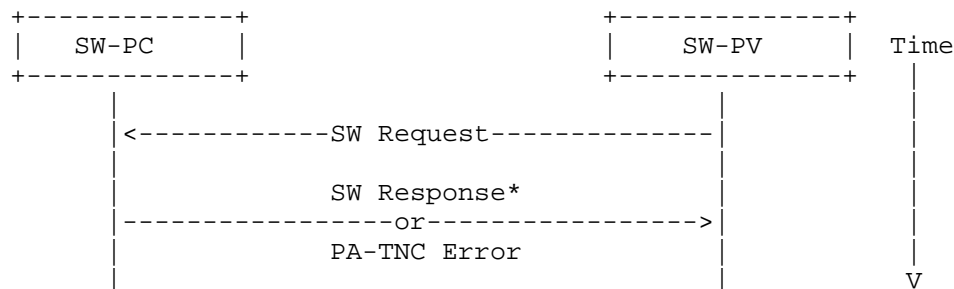 SW-PC SW-PV Time
SW Request
SW Response*
or
PA-TNC Error
V